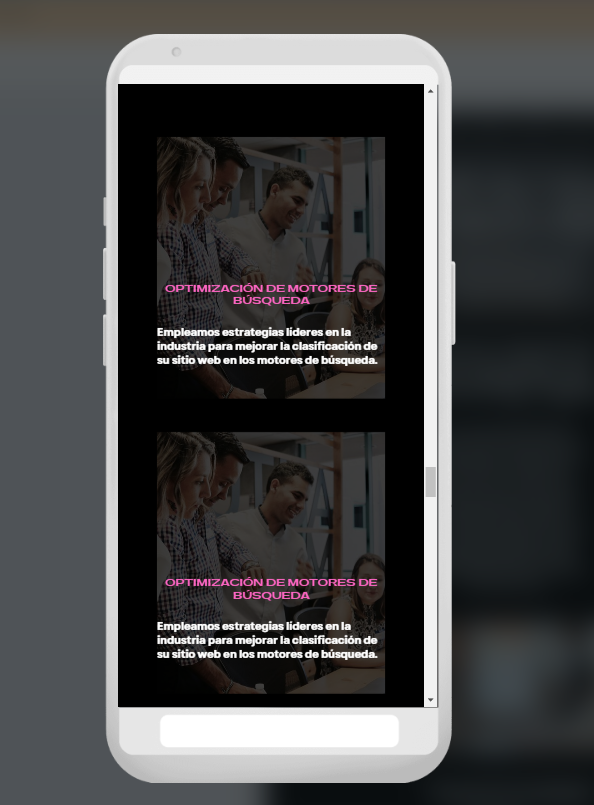 OPTIMIZACIÓN DE MOTORES DE
BÚSQUEDA
Empleamos estrategias líderes en la
industria para mejorar la clasificación de
su sitio web en los motores de búsqueda.
OPTIMIZACIÓN DE MOTORES DE
BÚSQUEDA
Empleamos estrategias líderes en la
industria para mejorar la clasificación de
su sitio web en los motores de búsqueda.